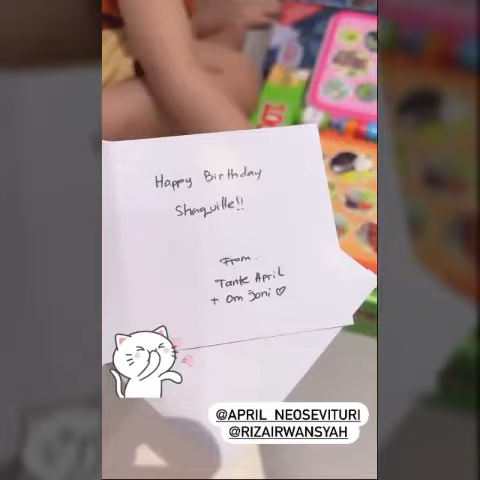 Happy Birthday
Shaquille!!
From.
Tante April
+ Om Joni ♡
@APRIL_NEOSEVITURI
@RIZAIRWANSYAH